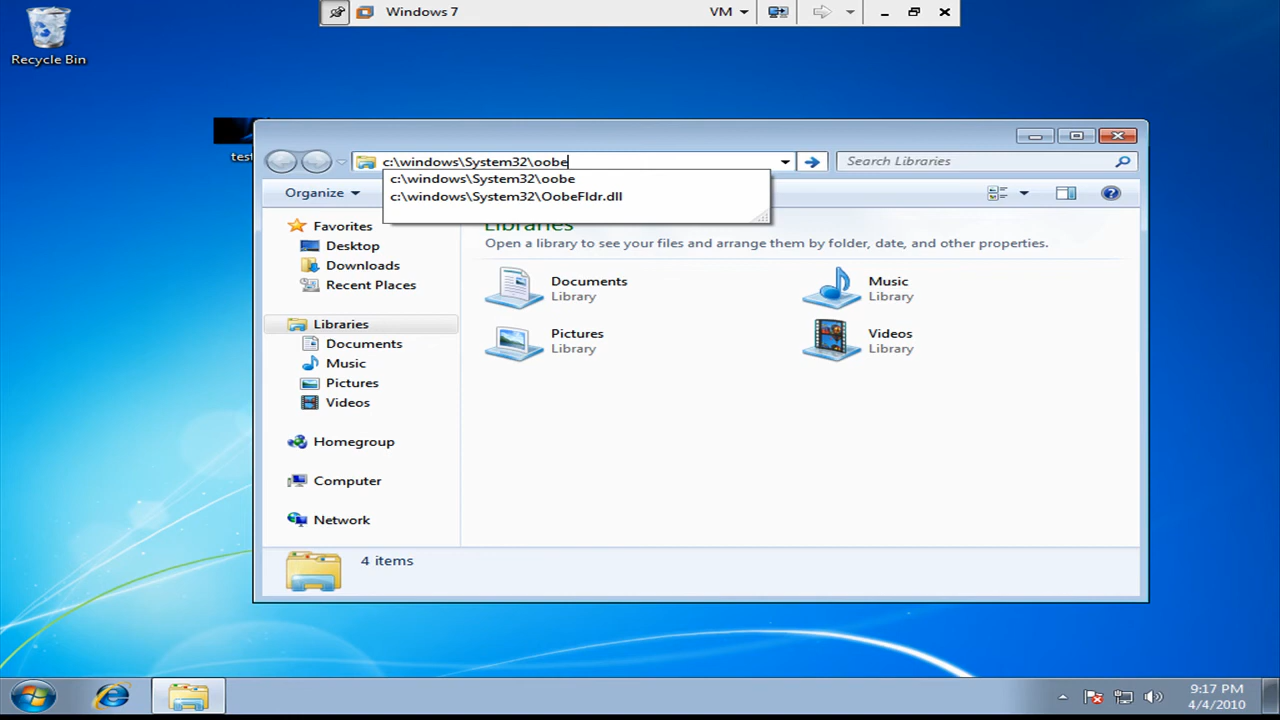 Windows 7
VM
Recycle Bin
test
c:\windows\System32\oobe
Search Libraries
c:\windows\System32\oobe
c:\windows\System32\OobeFldr.dll
Organize
Libraries
Open a library to see your files and arrange them by folder, date, and other properties.
Favorites
Desktop
Downloads
Recent Places
Libraries
Documents
Music
Pictures
Videos
Homegroup
Computer
Network
Documents
Library
Music
Library
Pictures
Library
Videos
Library
4 items
9:17 PM
4/4/2010